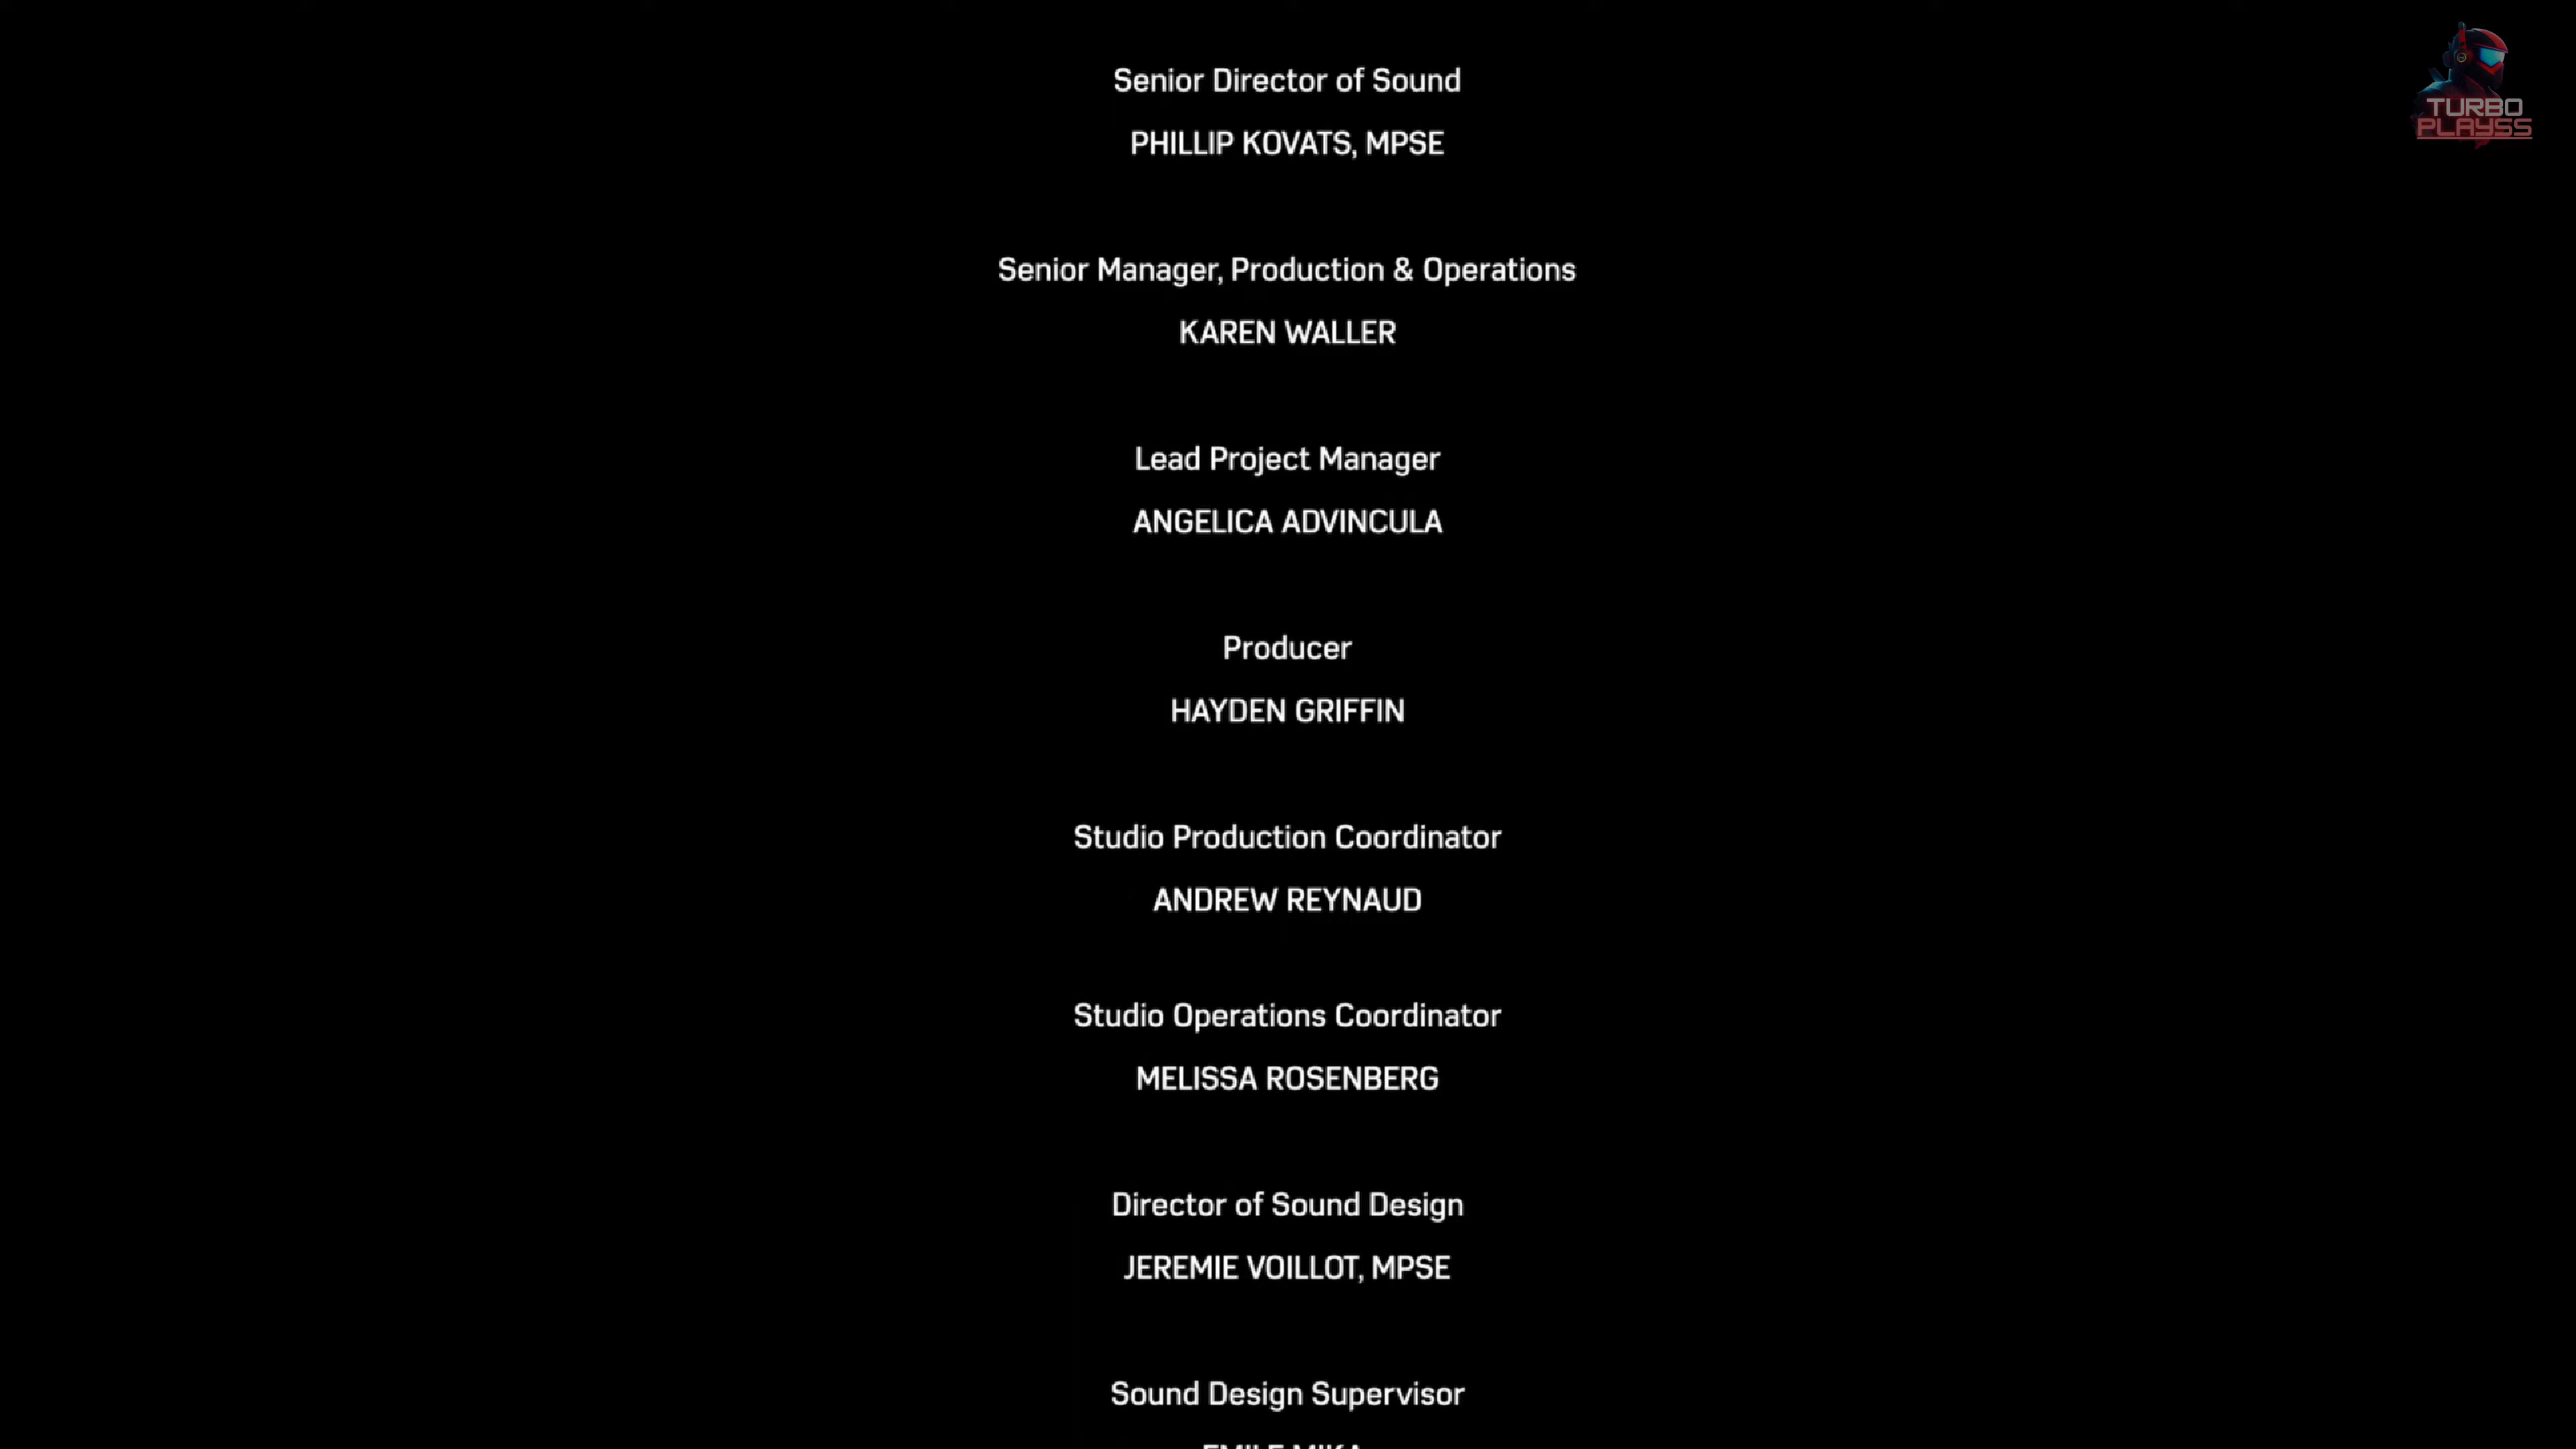 Senior Director of Sound
PHILLIP KOVATS, MPSE
Senior Manager, Production & Operations
KAREN WALLER
Lead Project Manager
ANGELICA ADVINCULA
Producer
HAYDEN GRIFFIN
Studio Production Coordinator
ANDREW REYNAUD
Studio Operations Coordinator
MELISSA ROSENBERG
Director of Sound Design
JEREMIE VOILLOT, MPSE
Sound Design Supervisor
TURBO
PLAYSS